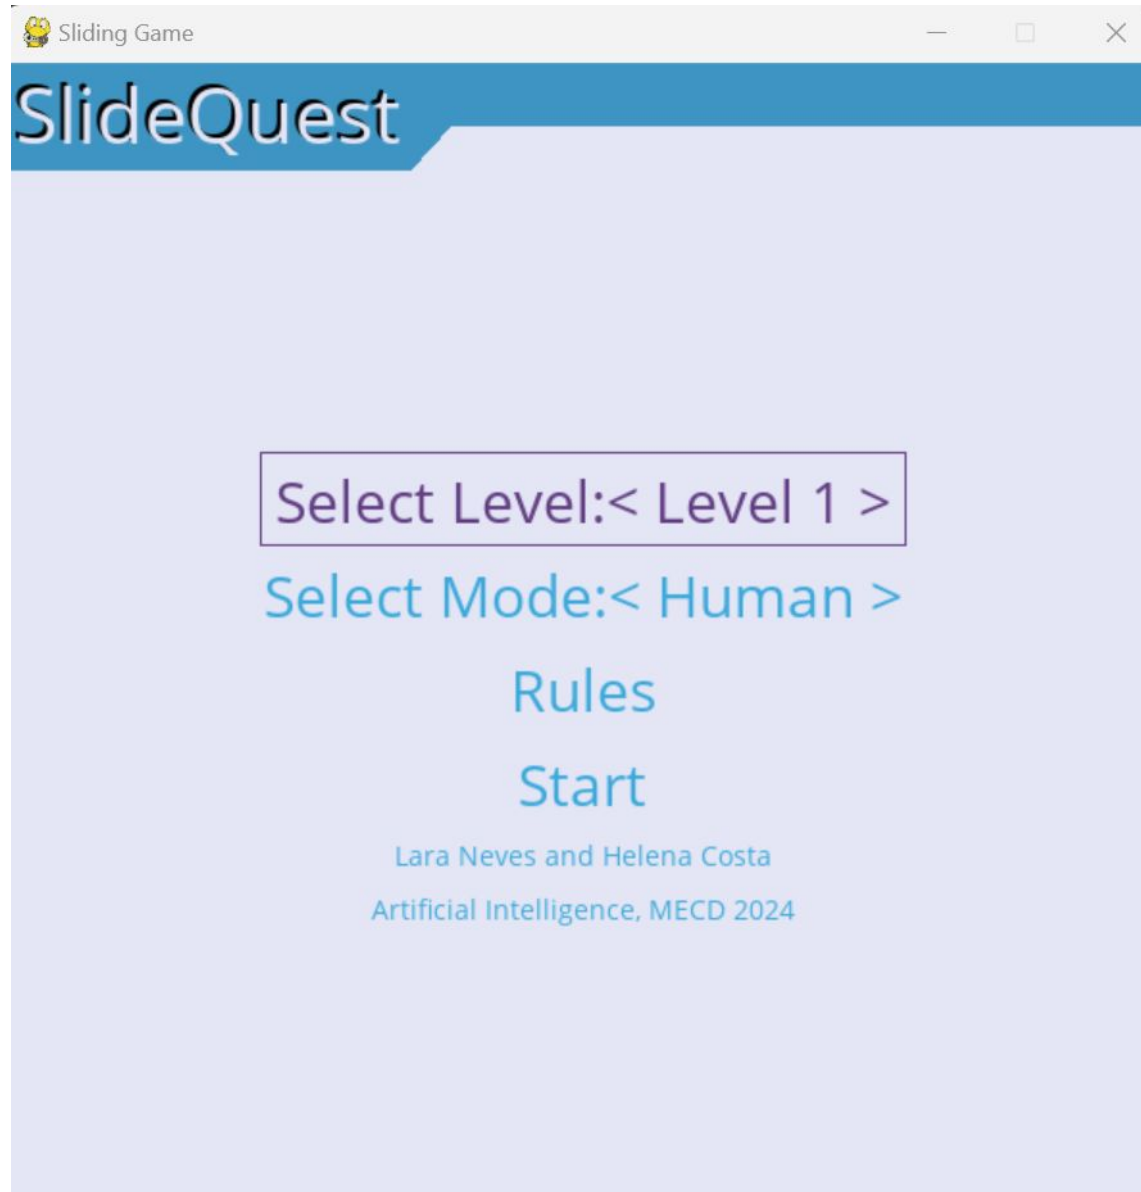 Sliding Game
SlideQuest
Select Level:< Level 1 >
Select Mode:< Human >
Rules
Start
Lara Neves and Helena Costa
Artificial Intelligence, MECD 2024